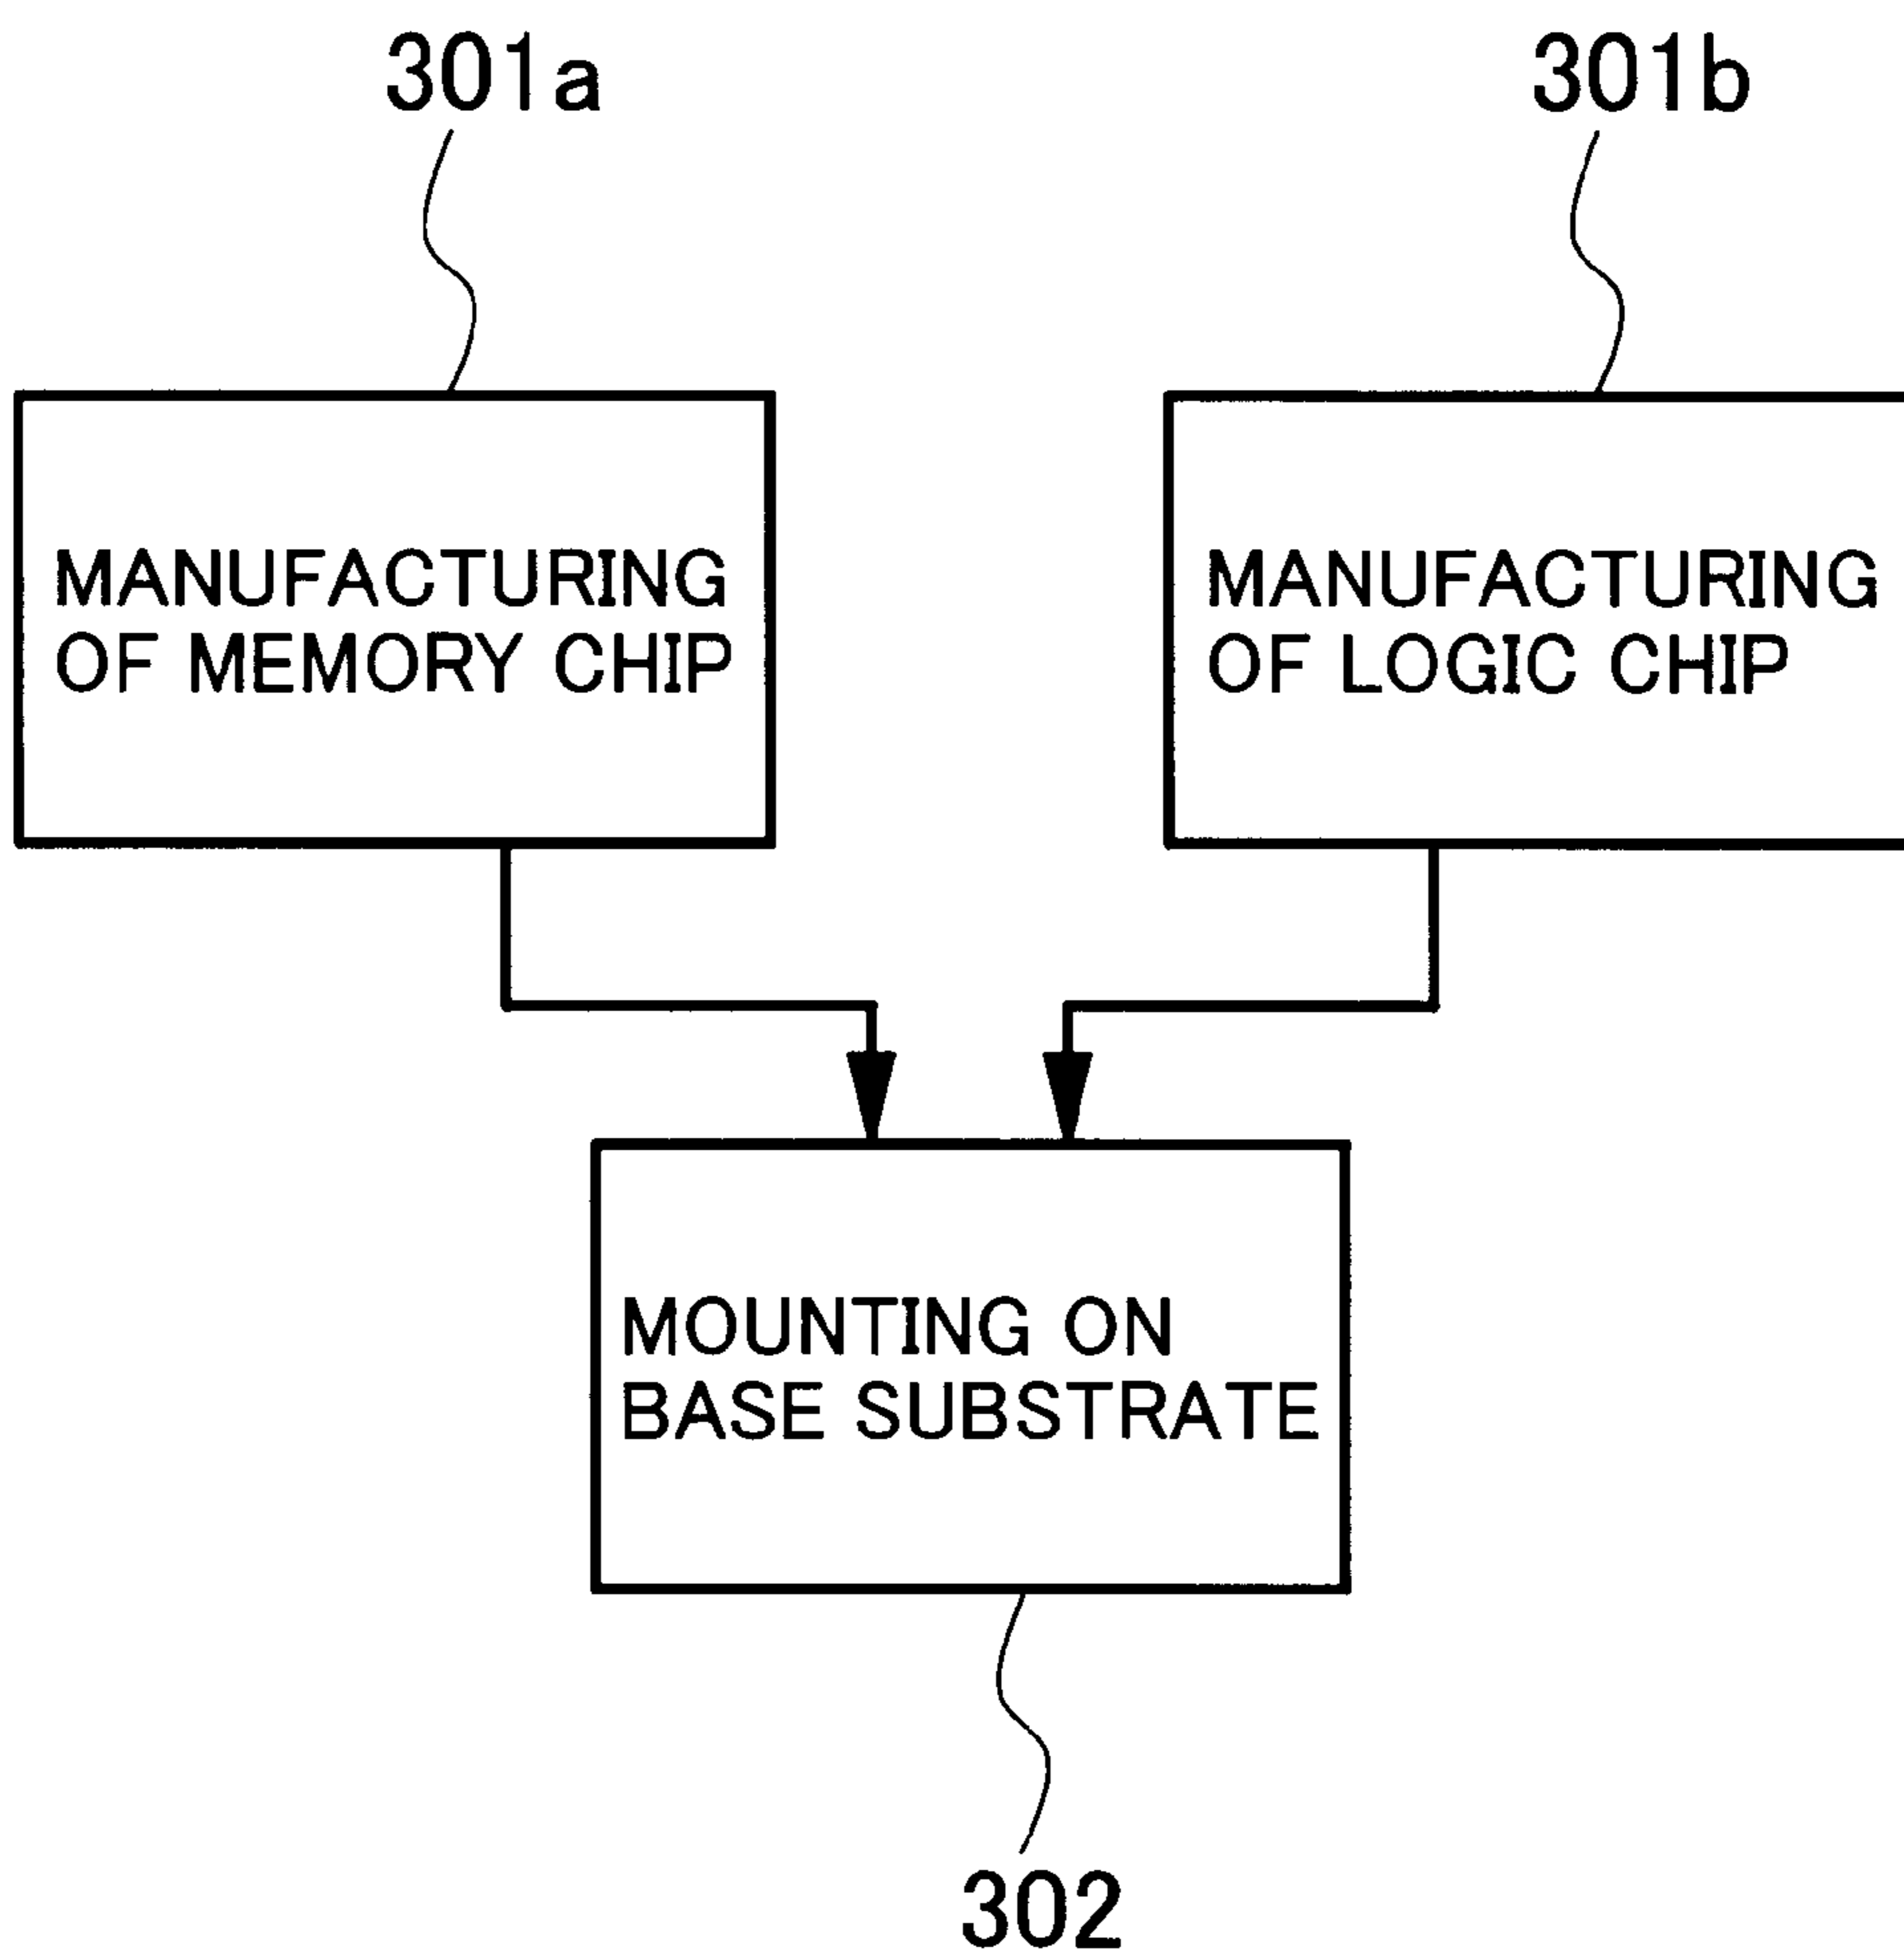 301a
301b
MANUFACTURING
OF MEMORY CHIP
MANUFACTURING
OF LOGIC CHIP
MOUNTING ON
BASE SUBSTRATE
302